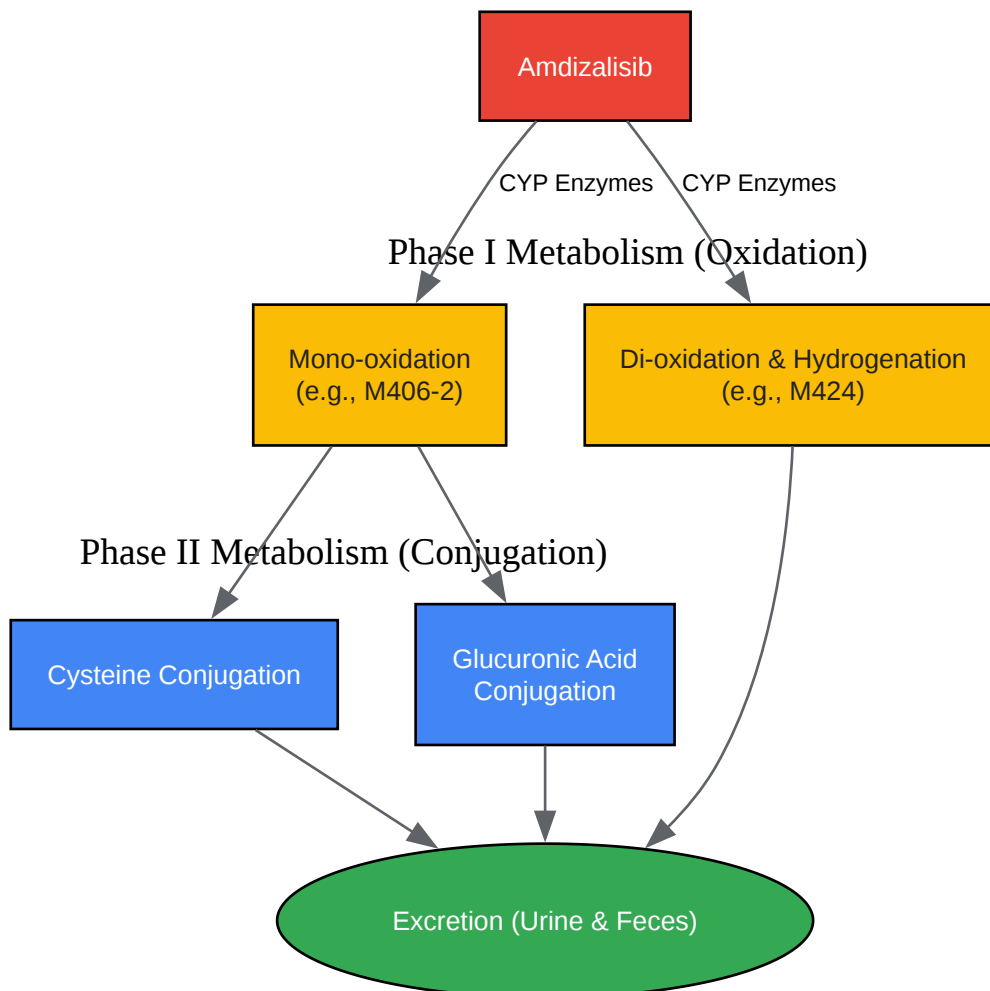 Amdizalisib
CYP Enzymes
CYP Enzymes
Phase I Metabolism (Oxidation)
Mono-oxidation
(e.g., M406-2)
Di-oxidation & Hydrogenation
(e.g., M424)
Phase II Metabolism (Conjugation)
Cysteine Conjugation
Glucuronic Acid
Conjugation
Excretion (Urine & Feces)